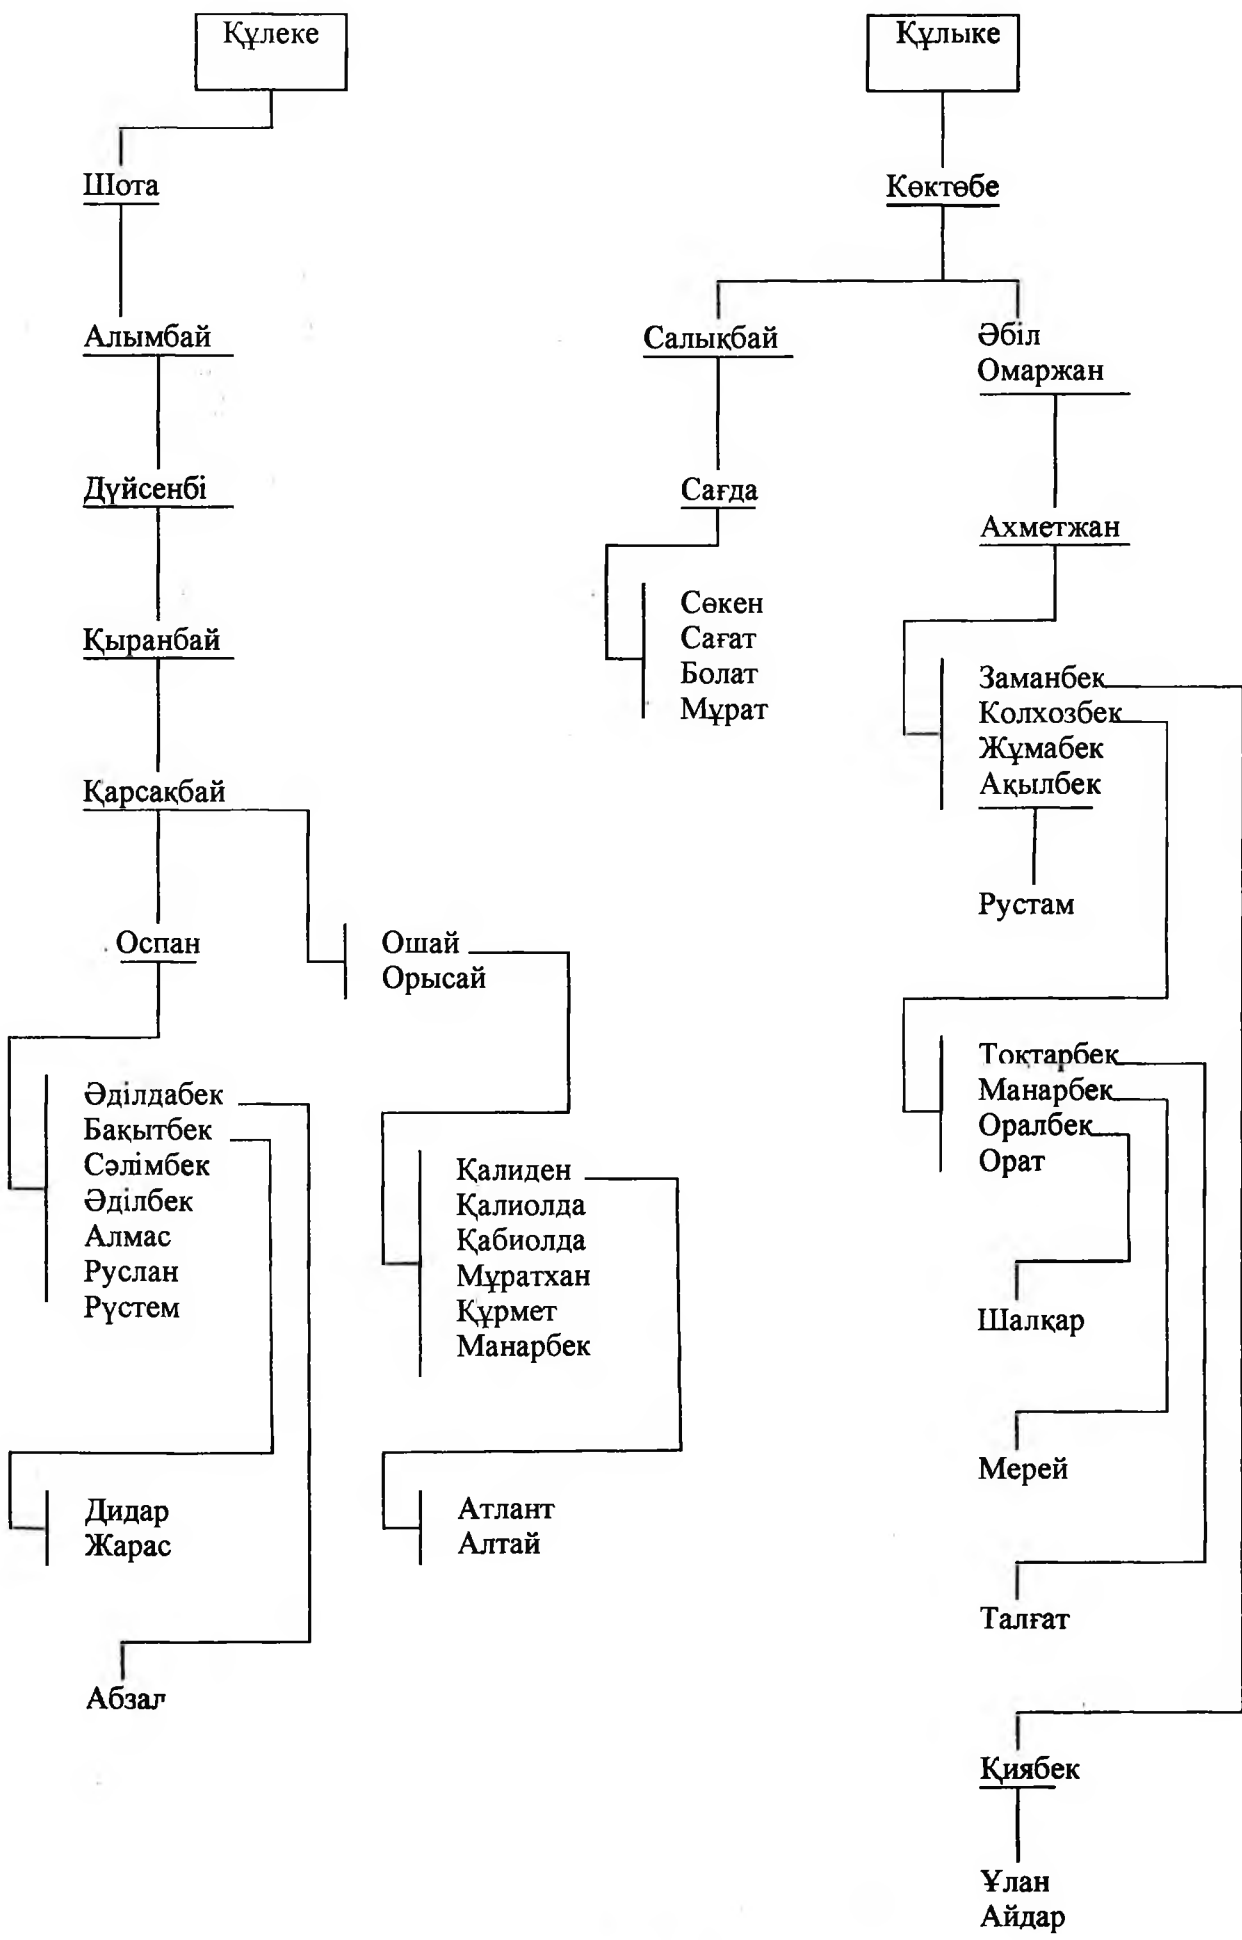 Құлеке
Шота
Алымбай
Дүйсенбі
Қыранбай
Қарсақбай
Оспан
Ошай
Орысай
Әділдабек
Бақытбек
Сәлімбек
Әділбек
Алмас
Руслан
Рүстем
Қалиден
Қалиолда
Қабиолда
Мұратхан
Құрмет
Манарбек
Дидар
Жарас
Атлант
Алтай
Абзал
Құлыке
Көктөбе
Салықбай
Әбіл
Омаржан
Сағда
Ахметжан
Сөкен
Сағат
Болат
Мұрат
Заманбек
Колхозбек
Жұмабек
Ақылбек
Рустам
Тоқтарбек
Манарбек
Оралбек
Орат
Шалқар
Мерей
Талғат
Қиябек
Ұлан
Айдар